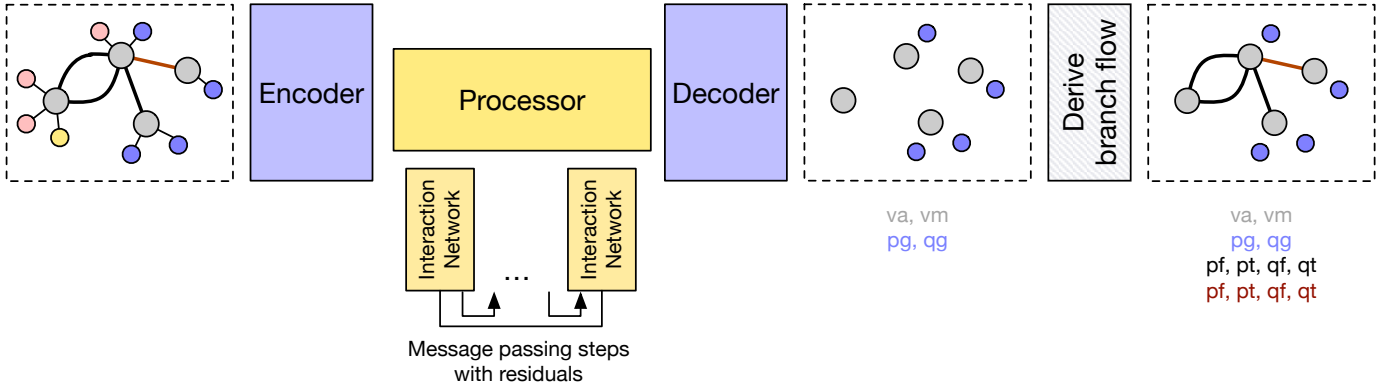 Encoder
Processor
Decoder
Derive
branch flow
Interaction
Network
...
Interaction
Network
Message passing steps
with residuals
va, vm
pg, qg
va, vm
pg, qg
pf, pt, qf, qt
pf, pt, qf, qt